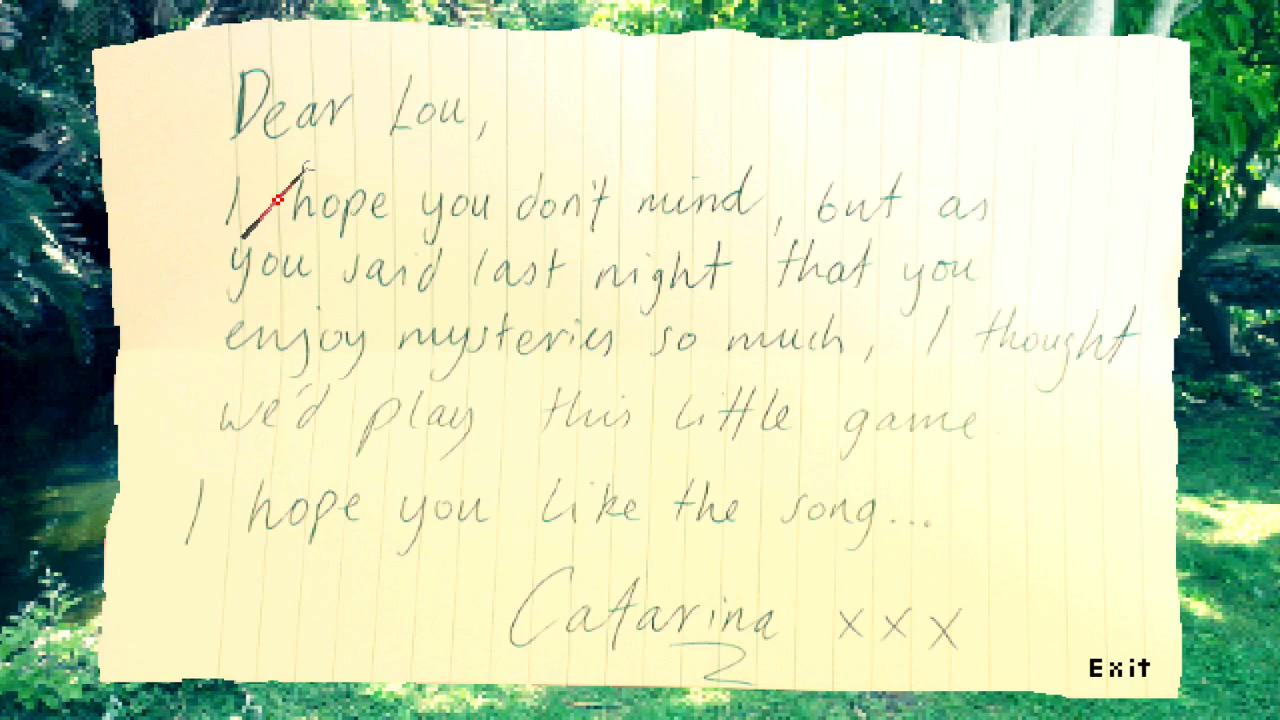 Dear Lou,
I hope you don't mind, but as
you said last night that you
enjoy mysteries so much, I thought
we'd play this little game
I hope you like the song...
Catarina xxx
Exit